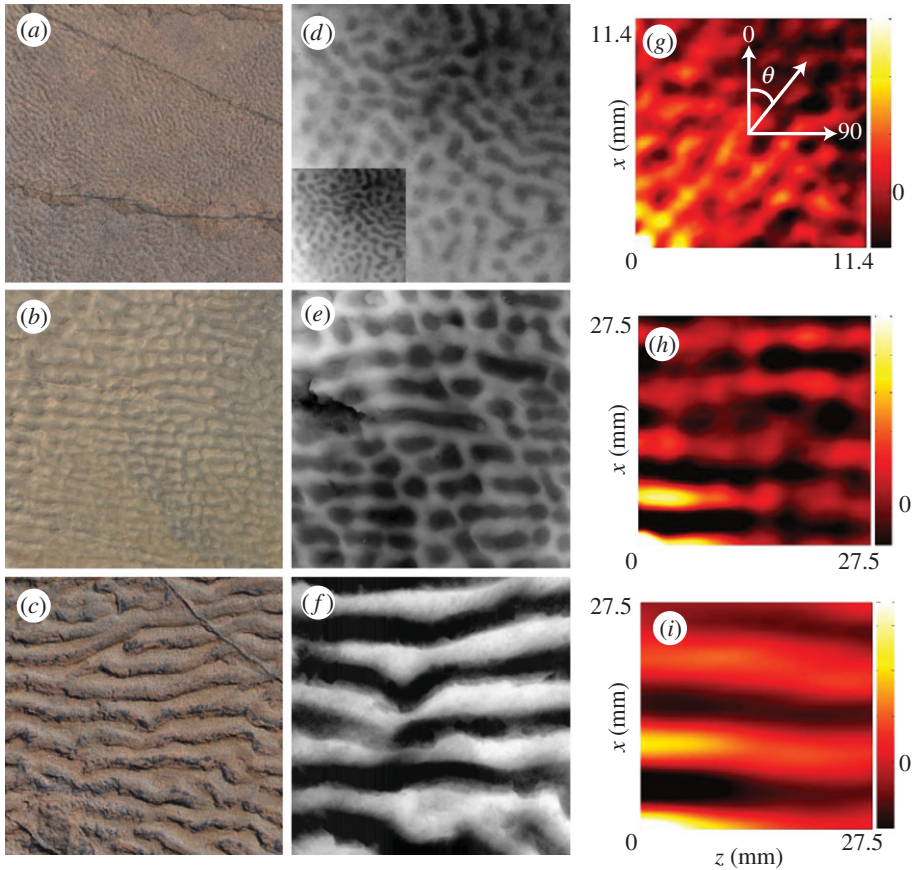 (a)
(d)
11.4
(g)
0
θ
90
x (mm)
0
0
11.4
(b)
(e)
27.5
(h)
x (mm)
0
0
27.5
(c)
(f)
27.5
(i)
x (mm)
0
0
z (mm)
27.5